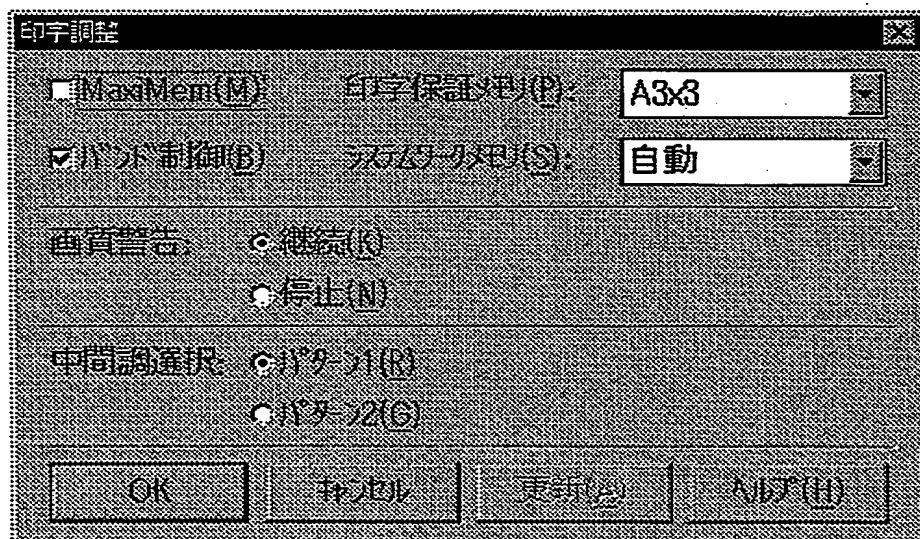 印字調整
MaxiMem(M) 印字保証メモリ(P): A3x3
バンド制御(B) システムワークメモリ(S): 自動
画質警告: 継続(K)
停止(N)
中間調選択: パターン1(R)
パターン2(G)
OK キャンセル 更新(A) ヘルプ(H)